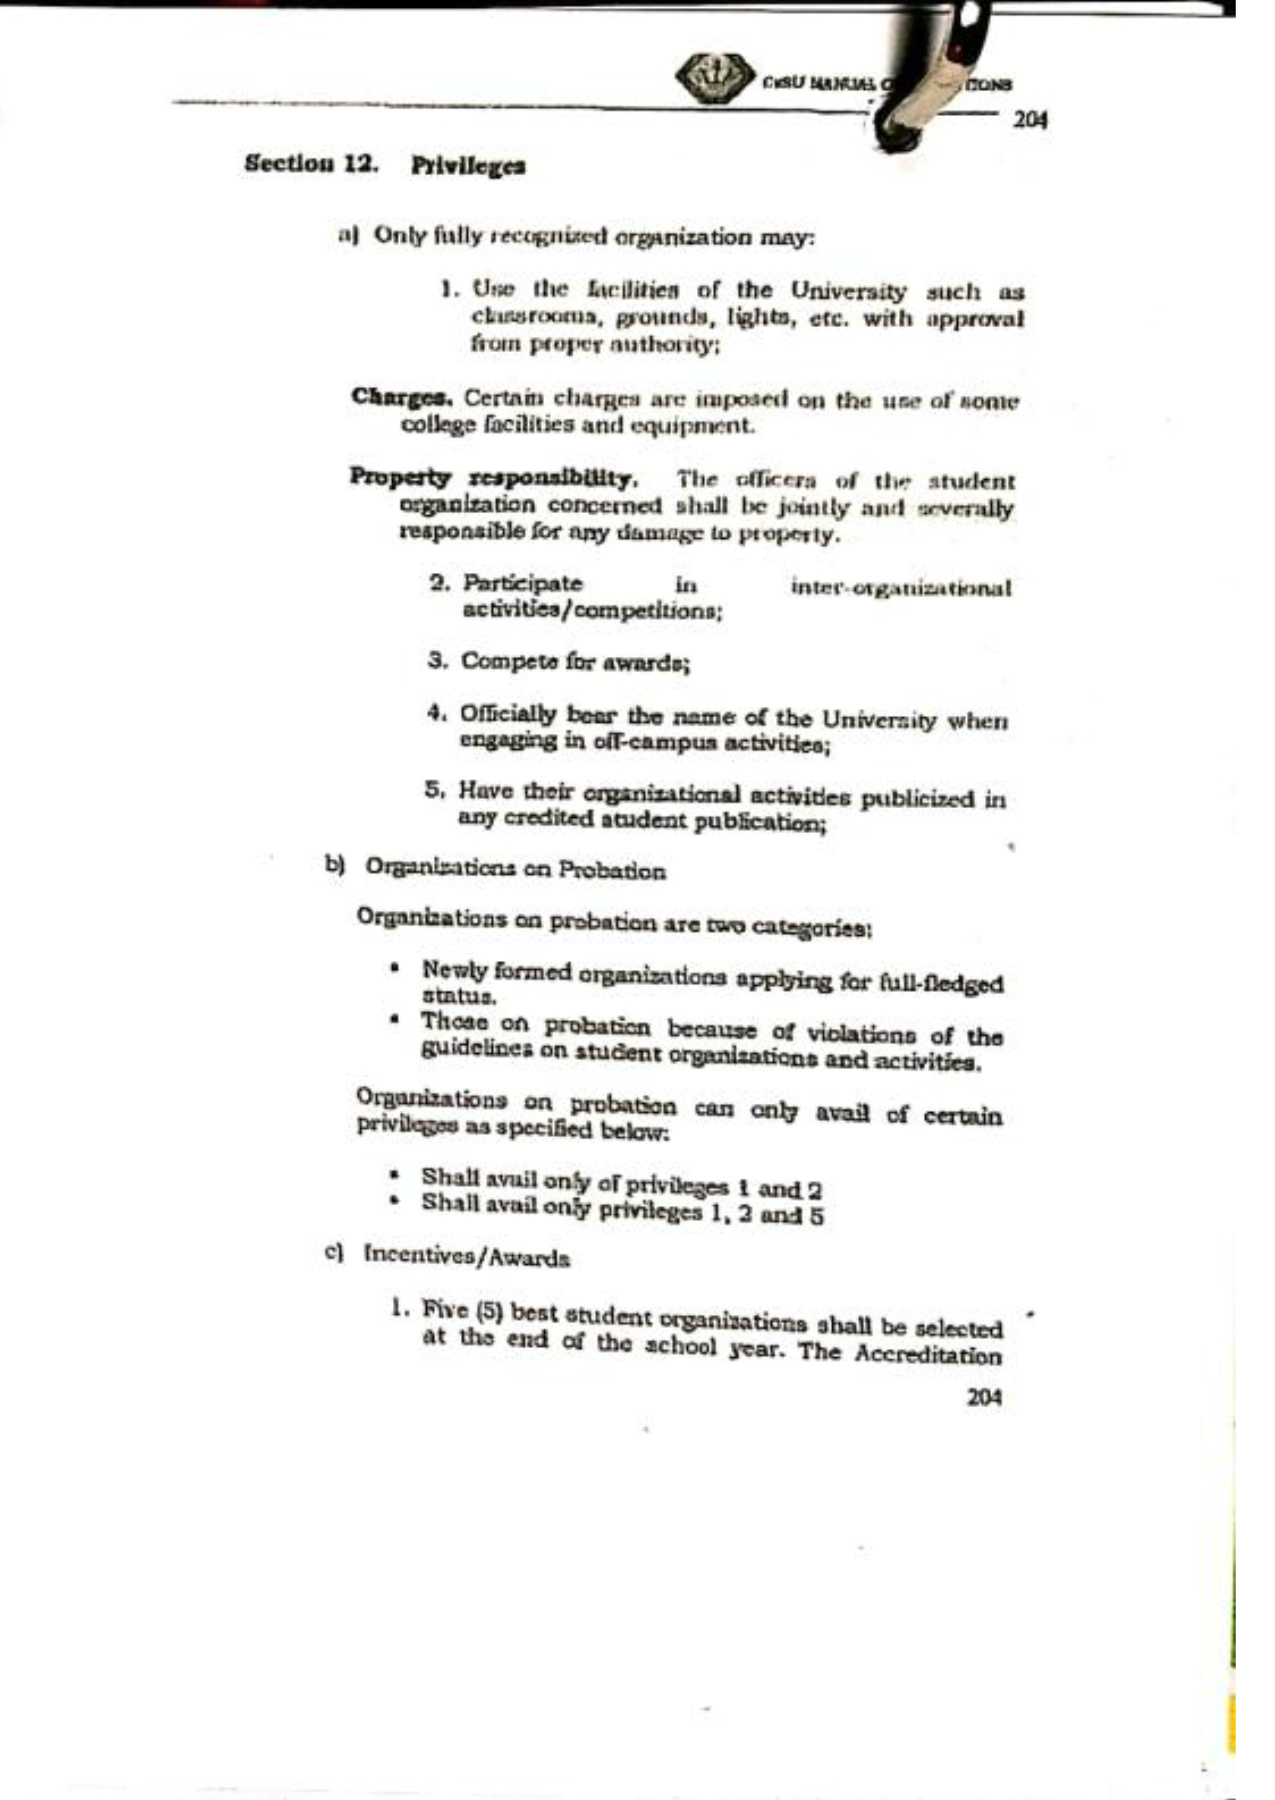 CvSU MANUAL O TIONS
204
Section 12. Privileges
a) Only fully recognized organization may:
1. Use the facilities of the University such as
classrooms, grounds, lights, etc. with approval
from proper authority;
Charges. Certain charges are imposed on the use of some
college facilities and equipment.
Property responsibility. The officers of the student
organization concerned shall be jointly and severally
responsible for any damage to property.
2. Participate in inter-organizational
activities/competitions;
3. Compete for awards;
4. Officially bear the name of the University when
engaging in off-campus activities;
5. Have their organizational activities publicized in
any credited student publication;
b) Organizations on Probation
Organizations on probation are two categories:
• Newly formed organizations applying for full-fledged
status.
• Those on probation because of violations of the
guidelines on student organizations and activities.
Organizations on probation can only avail of certain
privileges as specified below:
• Shall avail only of privileges 1 and 2
• Shall avail only privileges 1, 2 and 5
c) Incentives/Awards
1. Five (5) best student organizations shall be selected
at the end of the school year. The Accreditation
204